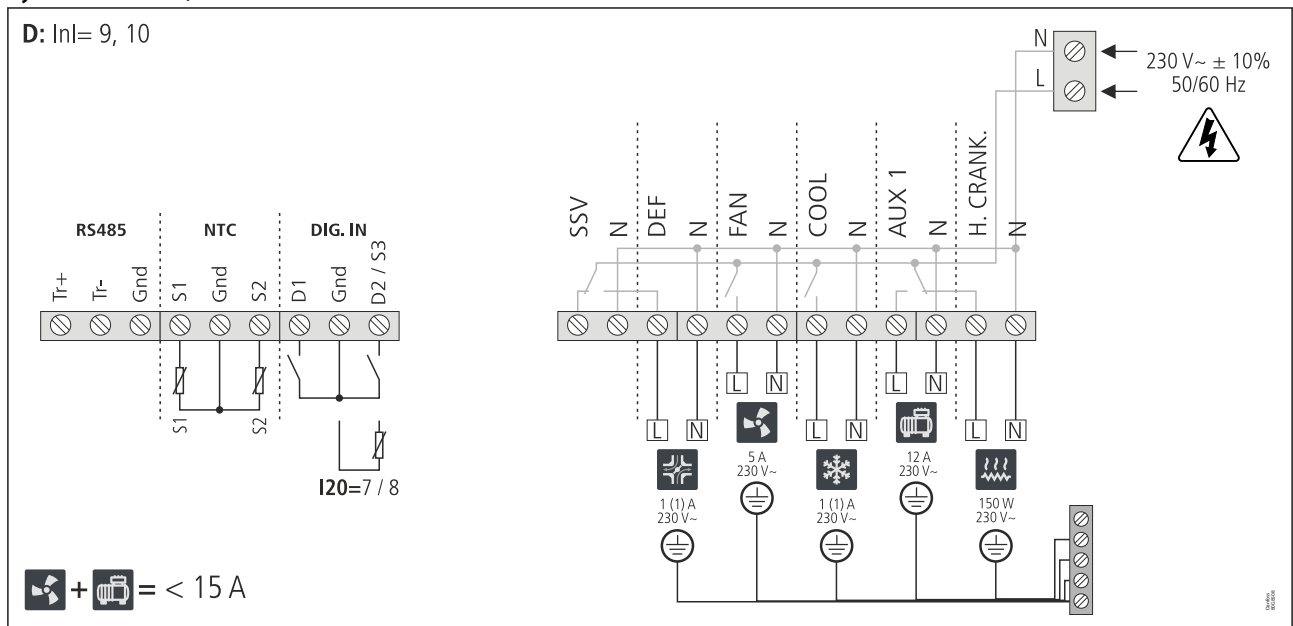 D: InI= 9, 10
N
L
230 V~ ± 10%
50/60 Hz
RS485
NTC
DIG. IN
Tr+
Tr-
Gnd
S1
Gnd
S2
D1
Gnd
D2 / S3
SSV
N
DEF
N
FAN
N
COOL
N
AUX 1
N
H. CRANK.
N
S1
S2
I20=7 / 8
L N
L N
L N
L N
L N
1 (1) A
230 V~
5 A
230 V~
1 (1) A
230 V~
12 A
230 V~
150 W
230 V~
+ = < 15 A
Danfoss